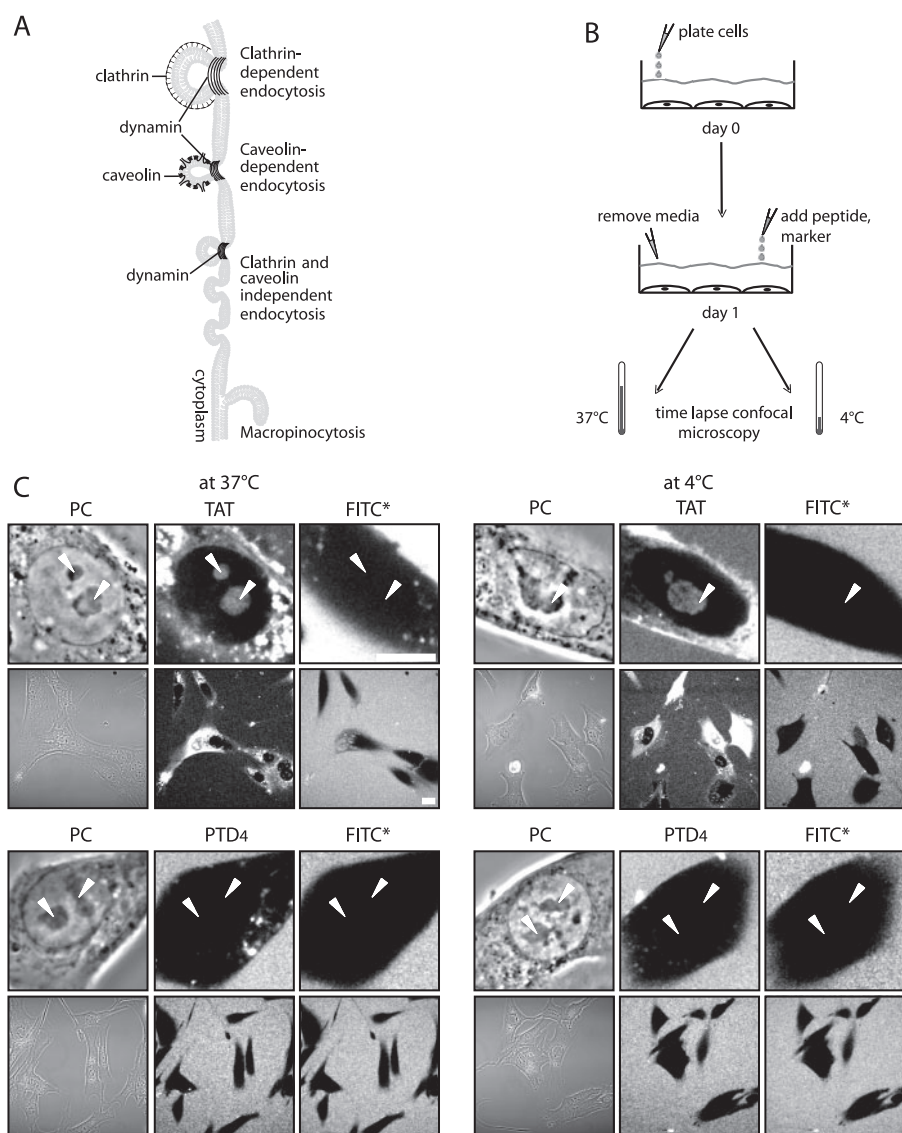 A
clathrin
Clathrin-
dependent
endocytosis
dynamin
Caveolin-
dependent
endocytosis
caveolin
dynamin
Clathrin and
caveolin
independent
endocytosis
cytoplasm
Macropinocytosis
B
plate cells
day 0
remove media
add peptide,
marker
day 1
37°C
time lapse confocal
microscopy
4°C
C
at 37°C
PC TAT FITC*
at 4°C
PC TAT FITC*
PC PTD4 FITC*
PC PTD4 FITC*